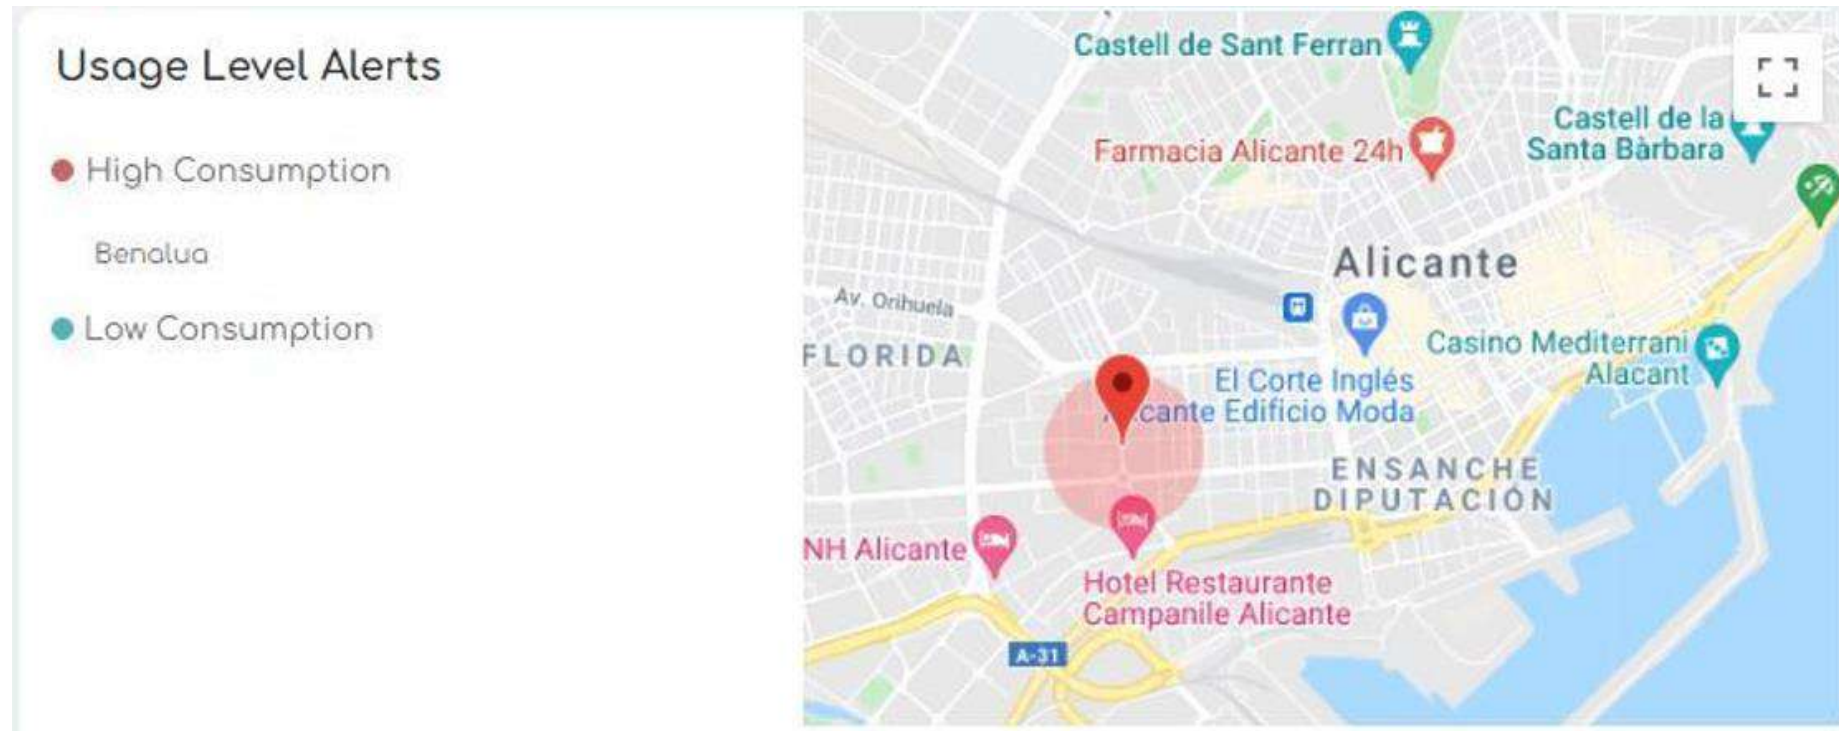 Usage Level Alerts
High Consumption
Benalua
Low Consumption
Castell de Sant Ferran
Castell de la
Santa Bàrbara
Farmacia Alicante 24h
Alicante
Av. Orihuela
FLORIDA
Casino Mediterrani
Alacant
El Corte Inglés
Edificio Moda
ENSANCHE
DIPUTACIÓN
NH Alicante
Hotel Restaurante
Campanile Alicante
A-31